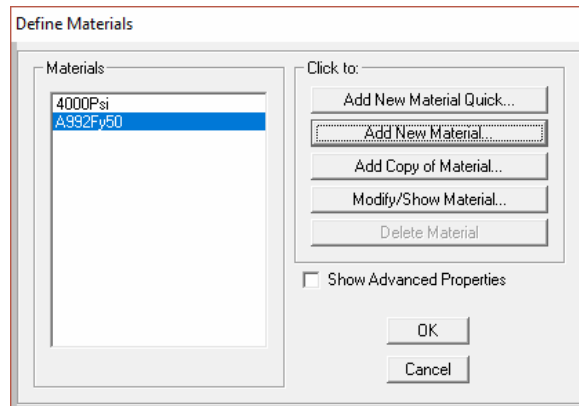 Define Materials
Materials
4000Psi
A992Fy50
Click to:
Add New Material Quick...
Add New Material...
Add Copy of Material...
Modify/Show Material...
Delete Material
Show Advanced Properties
OK
Cancel